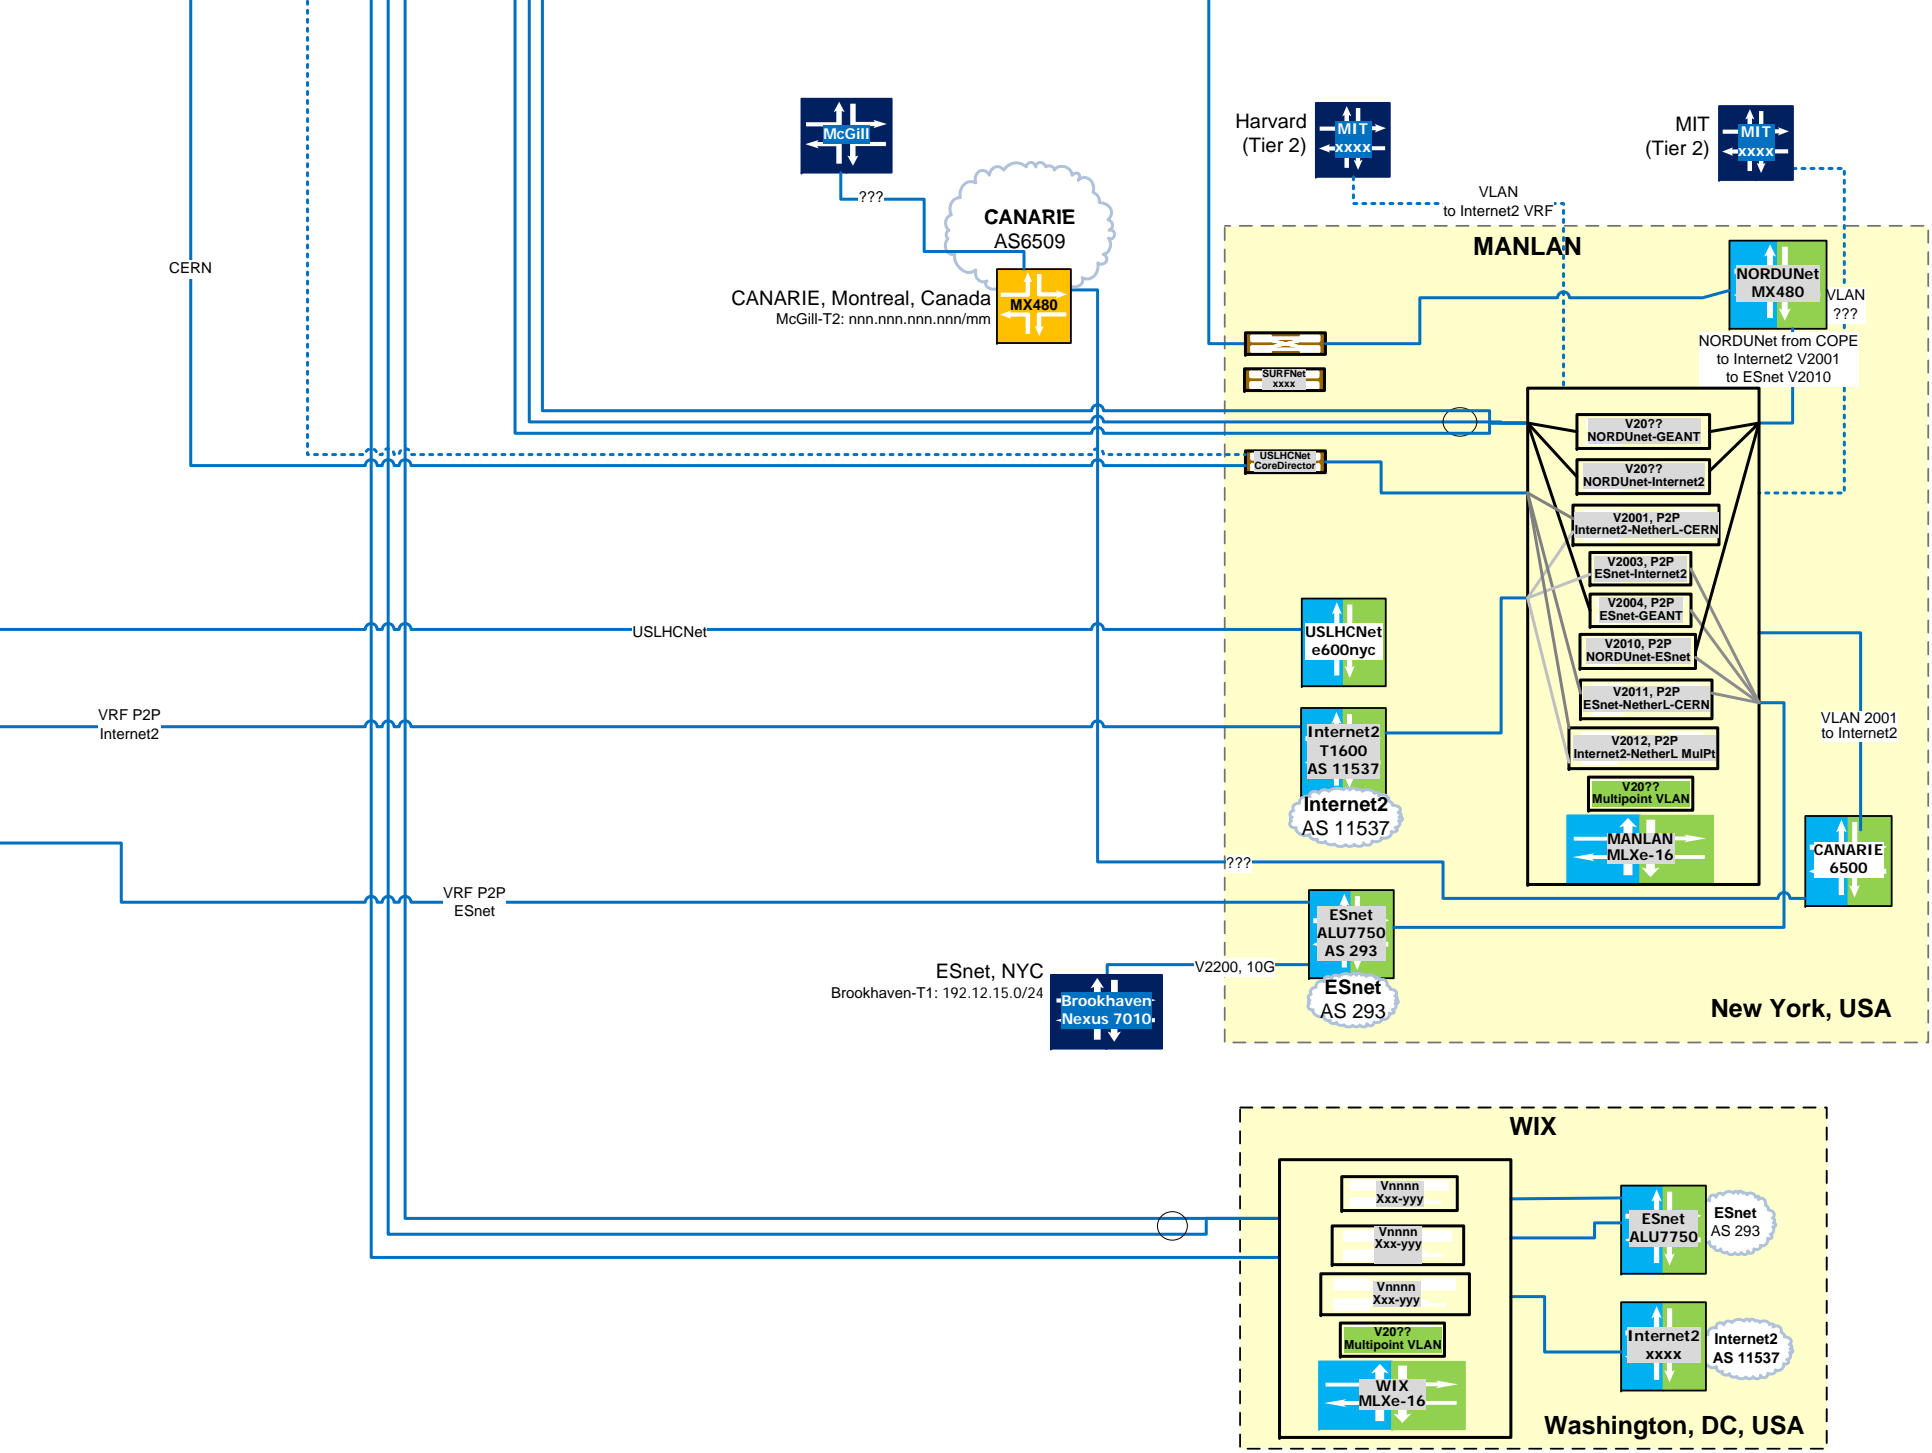 McGill
???
CANARIE
AS6509
CANARIE, Montreal, Canada
McGill-T2: nnn.nnn.nnn.nnn/mm
MX480
CERN
Harvard
(Tier 2)
MIT
xxxx
MIT
(Tier 2)
MIT
xxxx
VLAN
to Internet2 VRF
MANLAN
NORDUNet
MX480
VLAN
???
NORDUNet from COPE
to Internet2 V2001
to ESnet V2010
SURFNet
xxxx
USLHCNet
CoreDirector
V20??
NORDUnet-GEANT
V20??
NORDUnet-Internet2
V2001, P2P
Internet2-NetherL-CERN
V2003, P2P
ESnet-Internet2
V2004, P2P
ESnet-GEANT
V2010, P2P
NORDUnet-ESnet
V2011, P2P
ESnet-NetherL-CERN
V2012, P2P
Internet2-NetherL MulPt
V20??
Multipoint VLAN
MANLAN
MLXe-16
USLHCNet
USLHCNet
e600nyc
VRF P2P
Internet2
Internet2
T1600
AS 11537
Internet2
AS 11537
VLAN 2001
to Internet2
CANARIE
6500
???
VRF P2P
ESnet
ESnet
ALU7750
AS 293
ESnet
AS 293
V2200, 10G
ESnet, NYC
Brookhaven-T1: 192.12.15.0/24
Brookhaven
Nexus 7010
New York, USA
WIX
Vnnnn
Xxx-yyy
Vnnnn
Xxx-yyy
Vnnnn
Xxx-yyy
V20??
Multipoint VLAN
WIX
MLXe-16
ESnet
ALU7750
ESnet
AS 293
Internet2
xxxx
Internet2
AS 11537
Washington, DC, USA